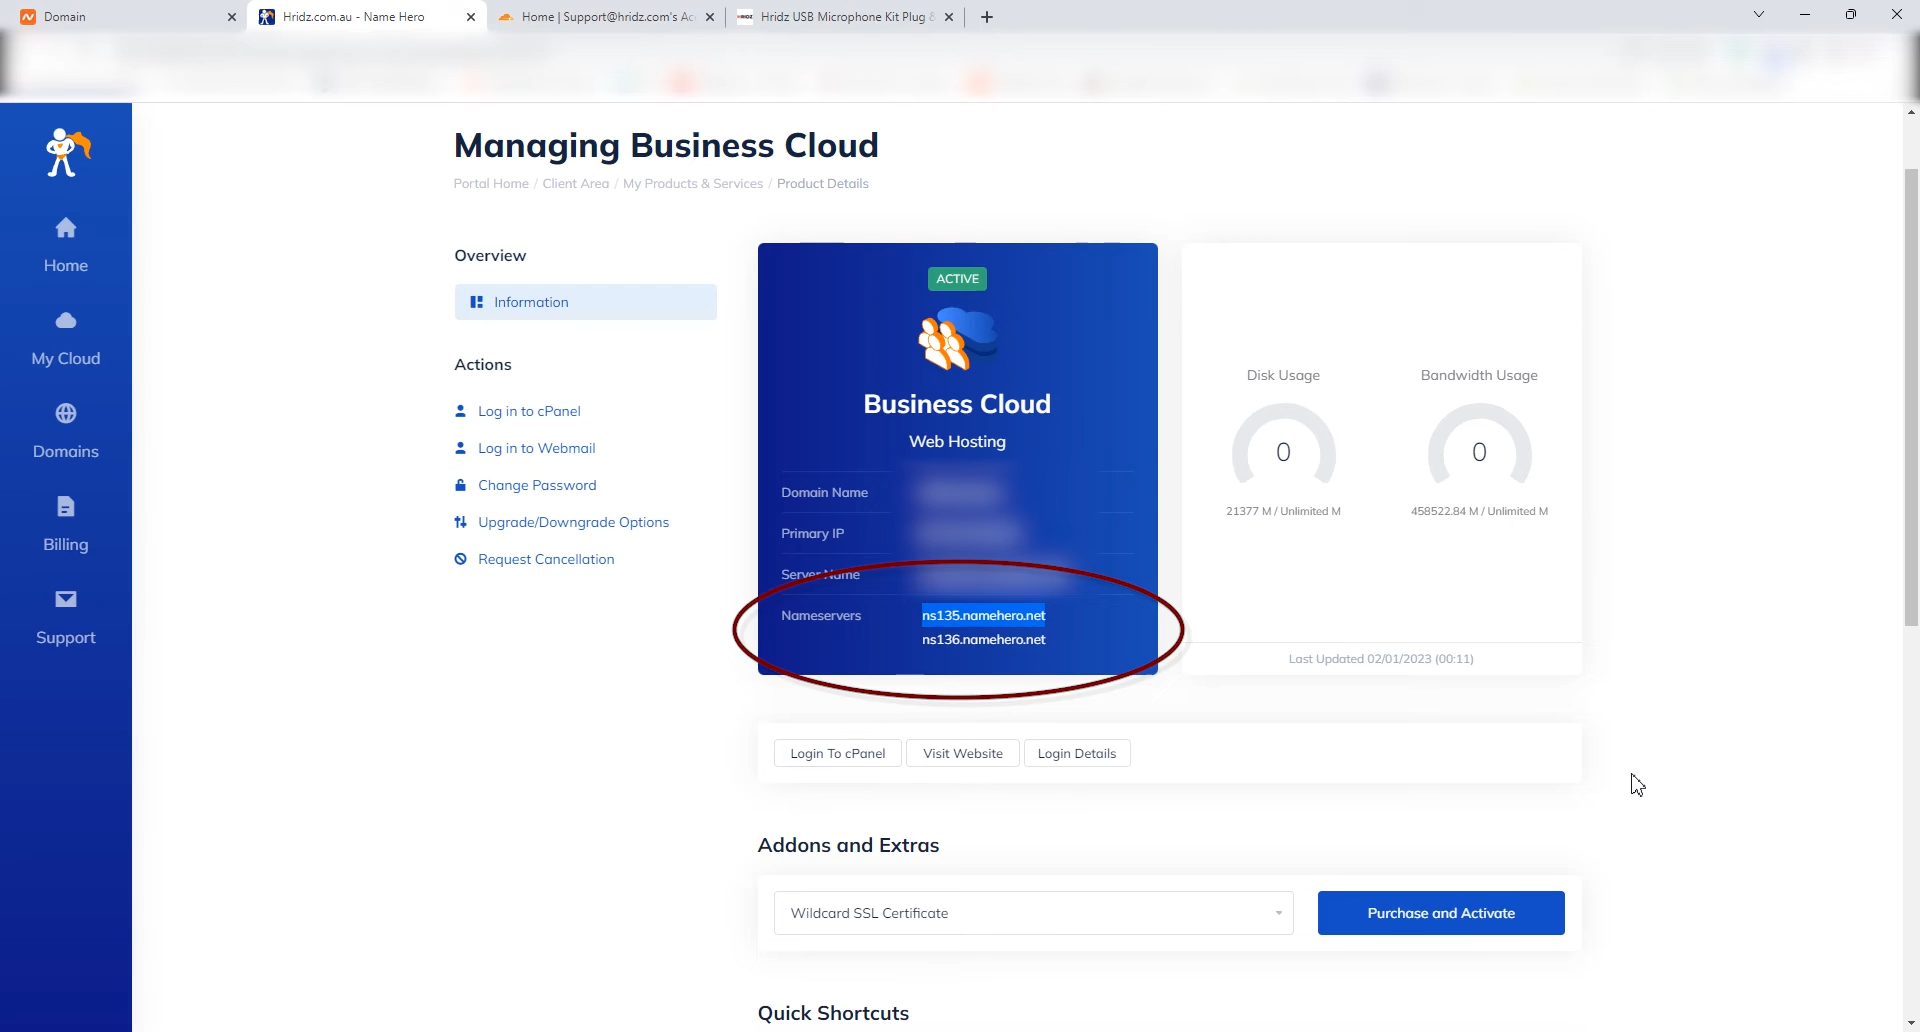 Domain
Hridz.com.au - Name Hero
Home | Support@hridz.com's Ac
Hridz USB Microphone Kit Plug &
Home
My Cloud
Domains
Billing
Support
Managing Business Cloud
Portal Home / Client Area / My Products & Services / Product Details
Overview
Information
Actions
Log in to cPanel
Log in to Webmail
Change Password
Upgrade/Downgrade Options
Request Cancellation
ACTIVE
Business Cloud
Web Hosting
Domain Name
Primary IP
Server Name
Nameservers
ns135.namehero.net
ns136.namehero.net
Disk Usage
0
21377 M / Unlimited M
Bandwidth Usage
0
458522.84 M / Unlimited M
Last Updated 02/01/2023 (00:11)
Login To cPanel
Visit Website
Login Details
Addons and Extras
Wildcard SSL Certificate
Purchase and Activate
Quick Shortcuts